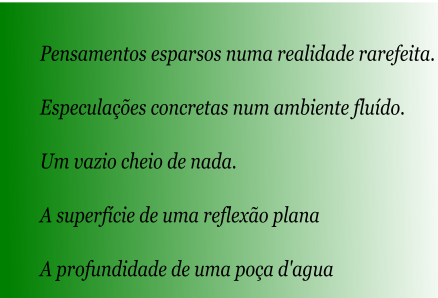 Pensamentos esparsos numa realidade rarefeita.
Especulações concretas num ambiente fluído.
Um vazio cheio de nada.
A superfície de uma reflexão plana
A profundidade de uma poça d'agua